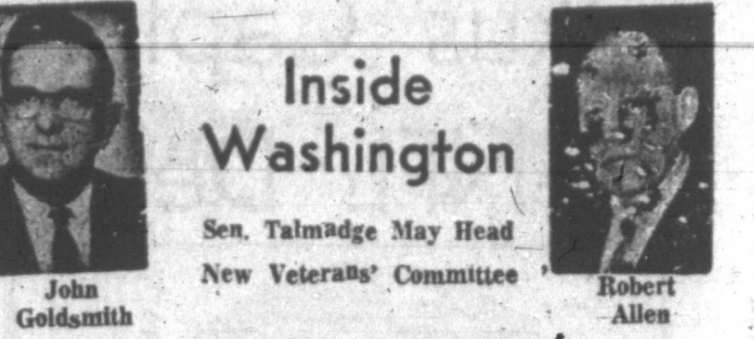 Inside
Washington
Sen. Talmadge May Head
New Veterans' Committee
John
Goldsmith
Robert
Allen